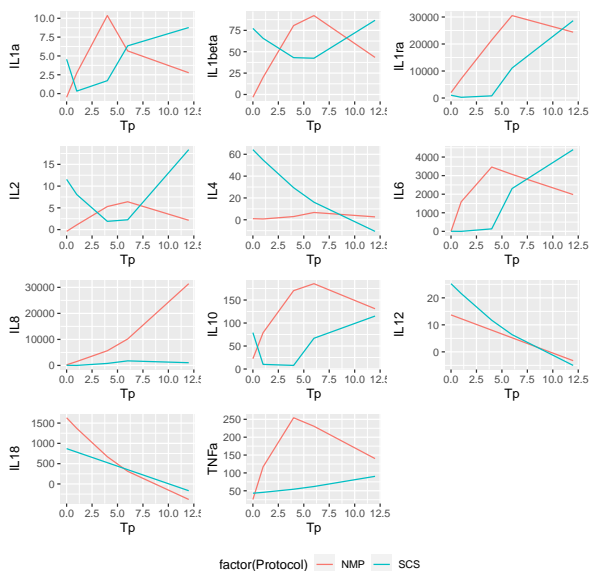 IL1a
10.0
7.5
5.0
2.5
0.0
0.0 2.5 5.0 7.5 10.0 12.5
Tp
IL1beta
75
50
25
0
0.0 2.5 5.0 7.5 10.0 12.5
Tp
IL1ra
30000
20000
10000
0
0.0 2.5 5.0 7.5 10.0 12.5
Tp
IL2
15
10
5
0
0.0 2.5 5.0 7.5 10.0 12.5
Tp
IL4
60
40
20
0
0.0 2.5 5.0 7.5 10.0 12.5
Tp
IL6
4000
3000
2000
1000
0
0.0 2.5 5.0 7.5 10.0 12.5
Tp
IL8
30000
20000
10000
0
0.0 2.5 5.0 7.5 10.0 12.5
Tp
IL10
150
100
50
0
0.0 2.5 5.0 7.5 10.0 12.5
Tp
IL12
20
10
0
0.0 2.5 5.0 7.5 10.0 12.5
Tp
IL18
1500
1000
500
0
0.0 2.5 5.0 7.5 10.0 12.5
Tp
TNFa
250
200
150
100
50
0.0 2.5 5.0 7.5 10.0 12.5
Tp
factor(Protocol) NMP SCS